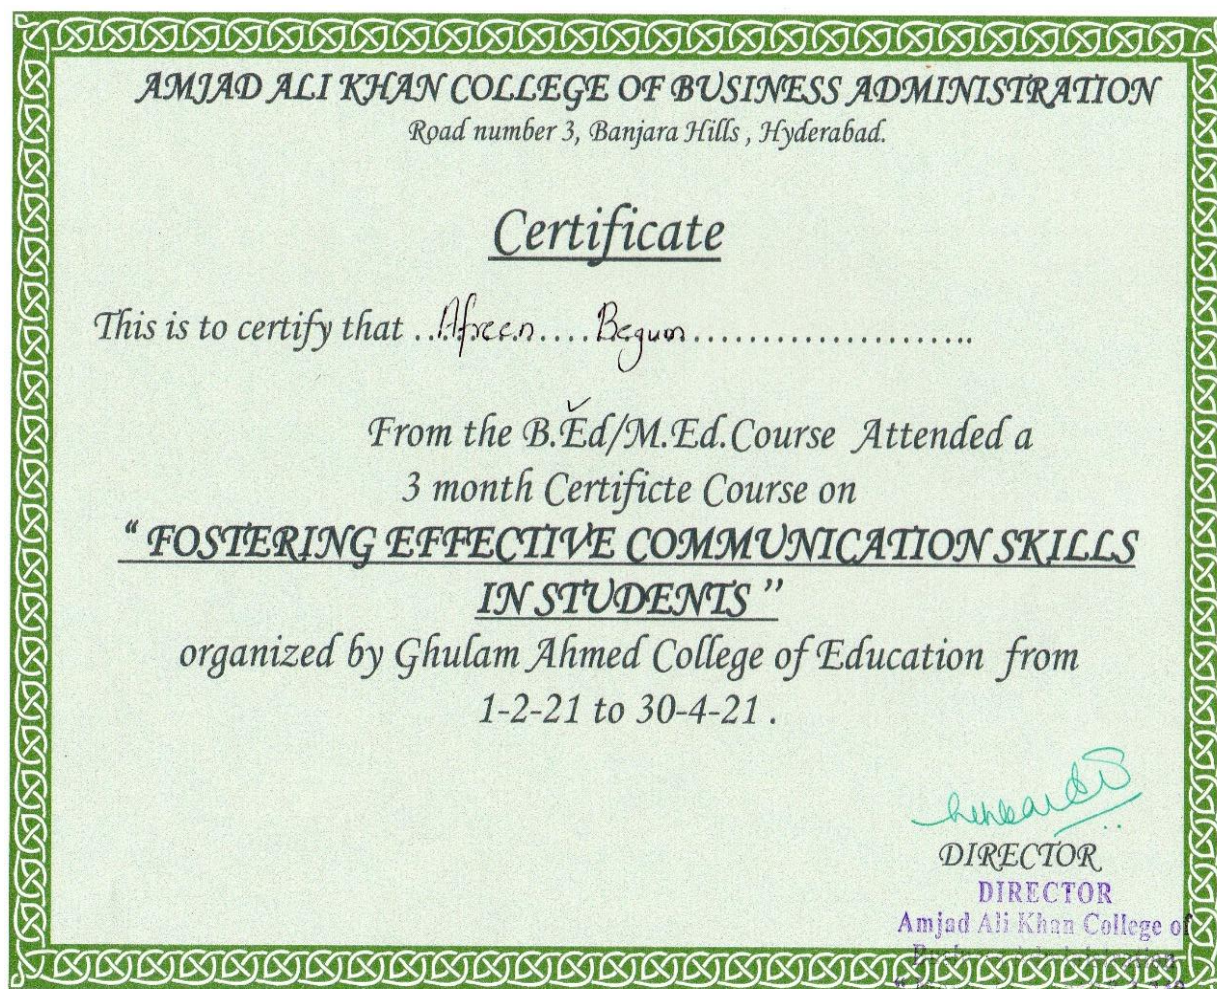 AMJAD ALI KHAN COLLEGE OF BUSINESS ADMINISTRATION
Road number 3, Banjara Hills , Hyderabad.
Certificate
This is to certify that ..Afreen....Begum......................
From the B.Ed/M.Ed.Course Attended a
3 month Certificte Course on
“ FOSTERING EFFECTIVE COMMUNICATION SKILLS
IN STUDENTS ”
organized by Ghulam Ahmed College of Education from
1-2-21 to 30-4-21 .
DIRECTOR
DIRECTOR
Amjad Ali Khan College of